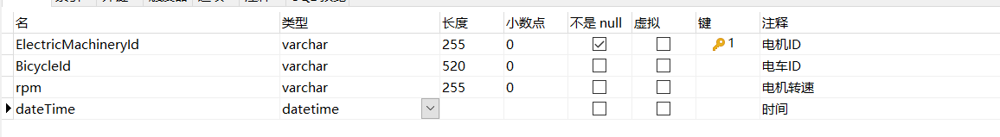 名 类型 长度 小数点 不是 null 虚拟 键 注释
ElectricMachineryId varchar 255 0 1 电机ID
BicycleId varchar 520 0 电车ID
rpm varchar 255 0 电机转速
dateTime datetime 时间